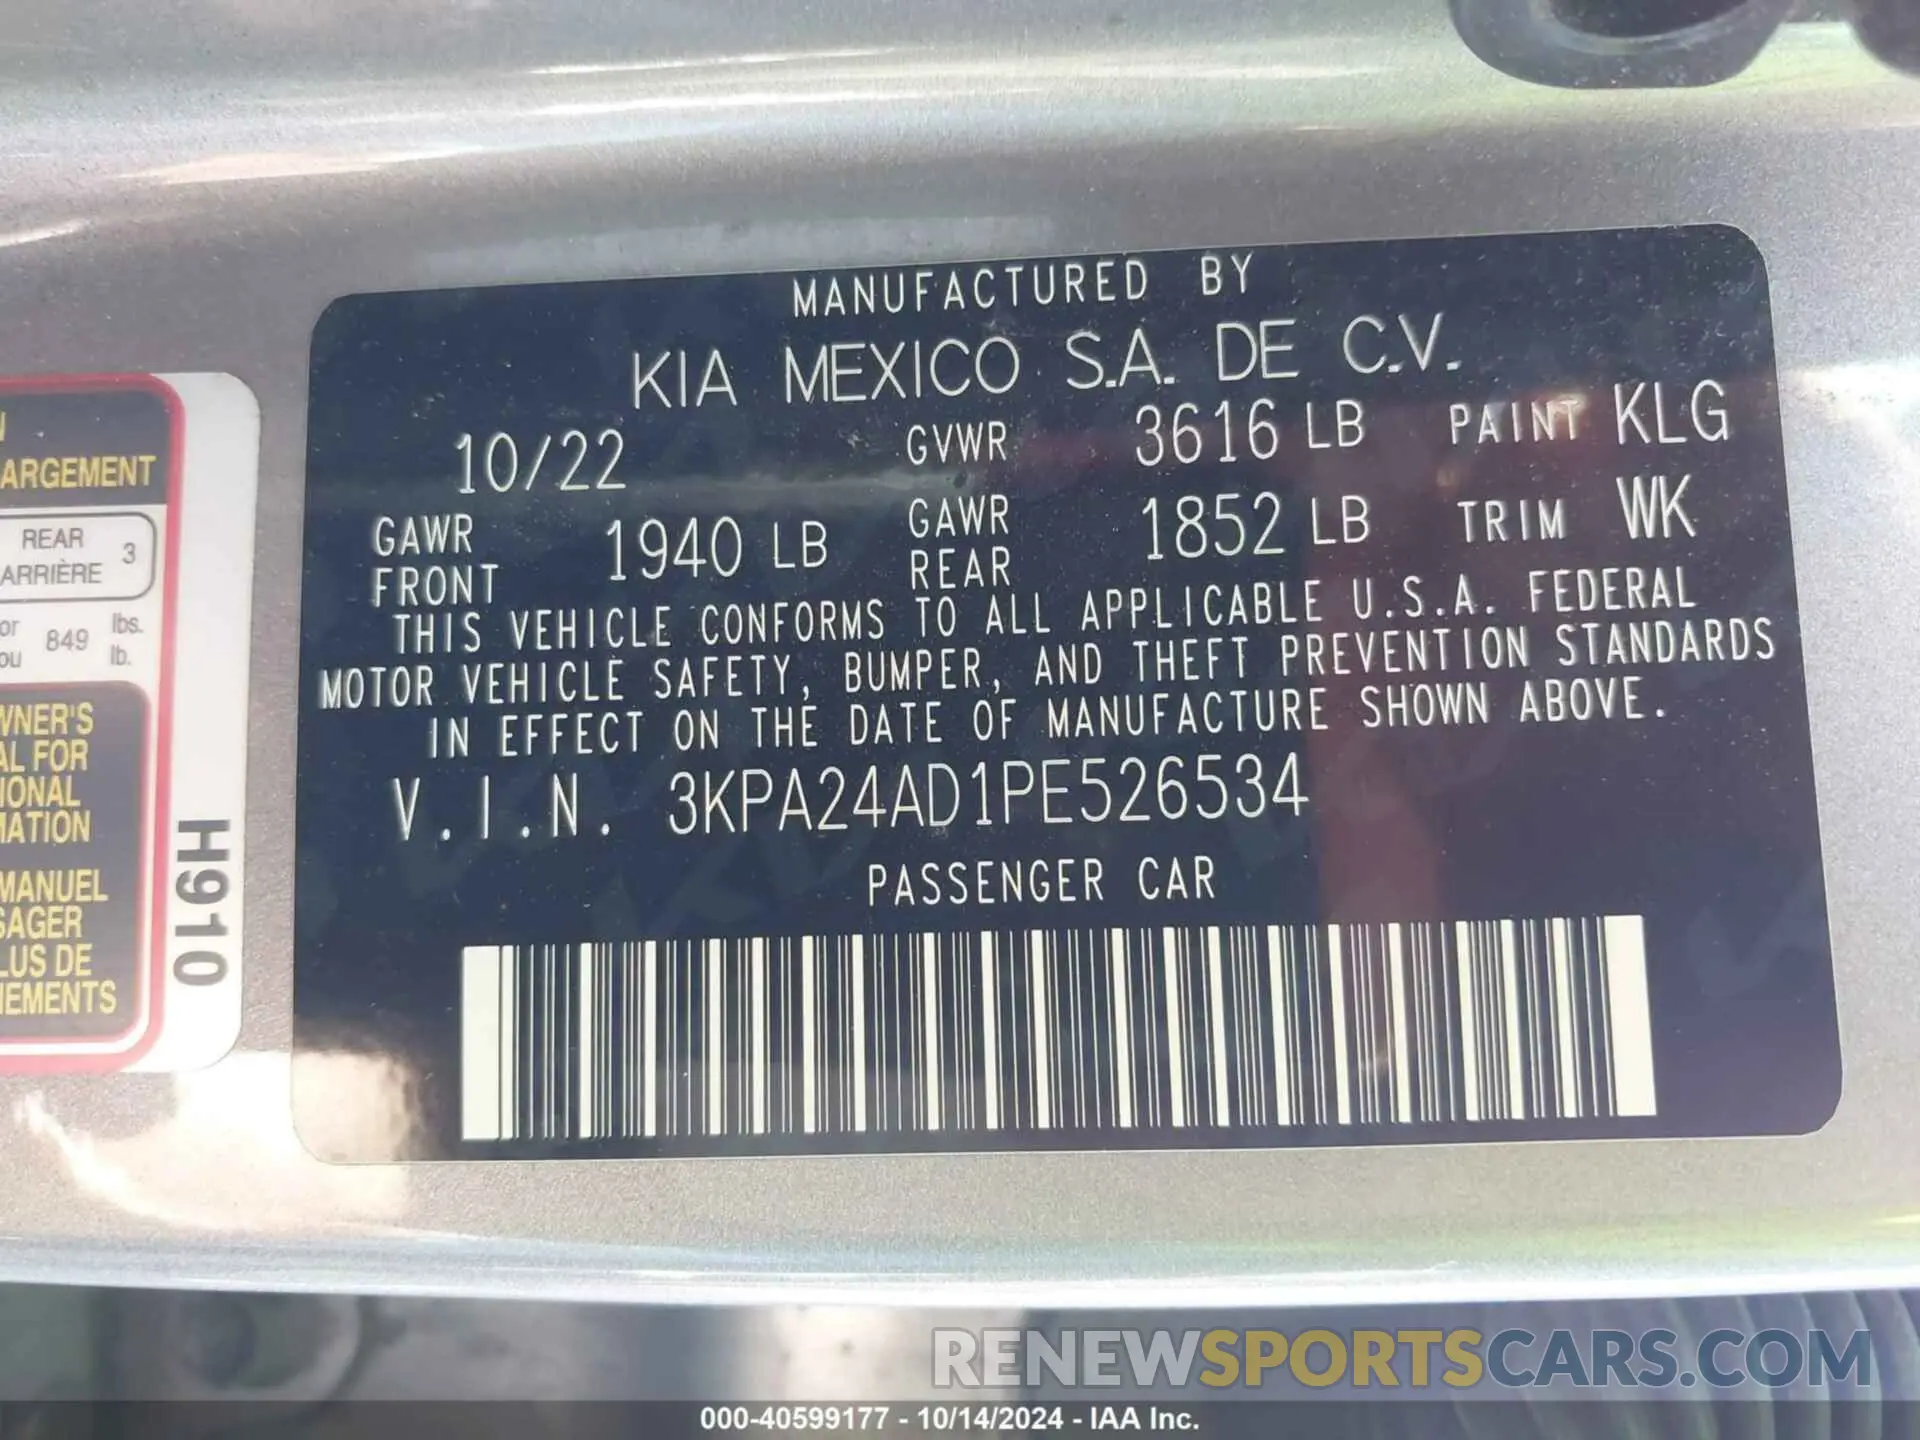 MANUFACTURED BY
KIA MEXICO S.A. DE C.V.
10/22 GVWR 3616 LB PAINT KLG
GAWR FRONT 1940 LB GAWR REAR 1852 LB TRIM WK
THIS VEHICLE CONFORMS TO ALL APPLICABLE U.S.A. FEDERAL
MOTOR VEHICLE SAFETY, BUMPER, AND THEFT PREVENTION STANDARDS
IN EFFECT ON THE DATE OF MANUFACTURE SHOWN ABOVE.
V.I.N. 3KPA24AD1PE526534
PASSENGER CAR
ARGEMENT
REAR
ARRIÈRE 3
or 849 lbs.
ou lb.
WNER'S
AL FOR
IONAL
MATION
MANUEL
SAGER
LUS DE
NEMENTS
H910
RENEWSPORTSCARS.COM
000-40599177 - 10/14/2024 - IAA Inc.